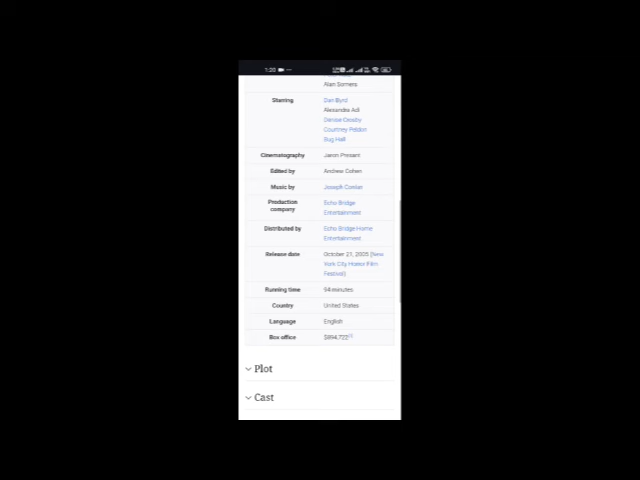 1:20
Alan Somers
Starring Dan Byrd
Alexandra Adi
Denise Crosby
Courtney Peldon
Bug Hall
Cinematography Jason Presant
Edited by Andrew Cohen
Music by Joseph Conlan
Production company Echo Bridge
Entertainment
Distributed by Echo Bridge Home
Entertainment
Release date October 21, 2005 (New
York City Horror Film
Festival)
Running time 94 minutes
Country United States
Language English
Box office $894,722[1]
Plot
Cast